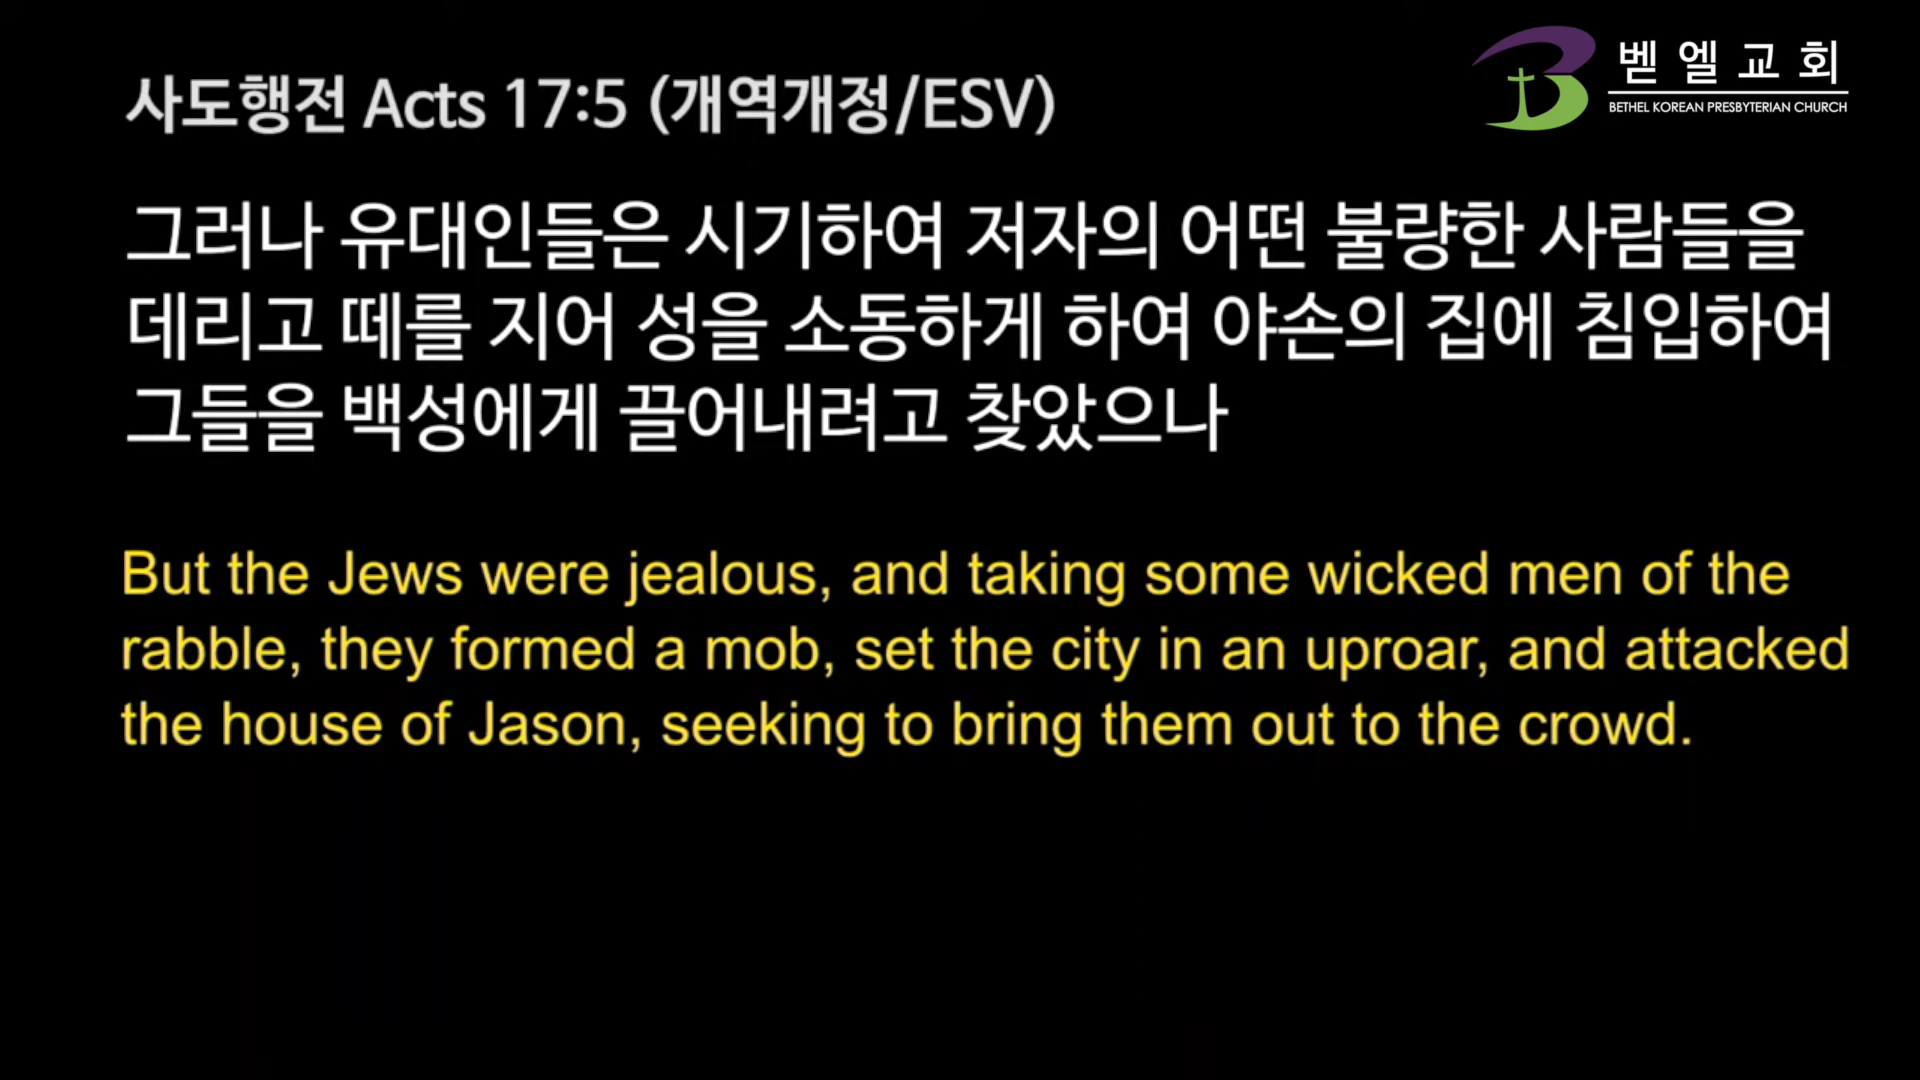 벧엘교회
BETHEL KOREAN PRESBYTERIAN CHURCH
사도행전 Acts 17:5 (개역개정/ESV)
그러나 유대인들은 시기하여 저자의 어떤 불량한 사람들을
데리고 떼를 지어 성을 소동하게 하여 야손의 집에 침입하여
그들을 백성에게 끌어내려고 찾았으나
But the Jews were jealous, and taking some wicked men of the
rabble, they formed a mob, set the city in an uproar, and attacked
the house of Jason, seeking to bring them out to the crowd.